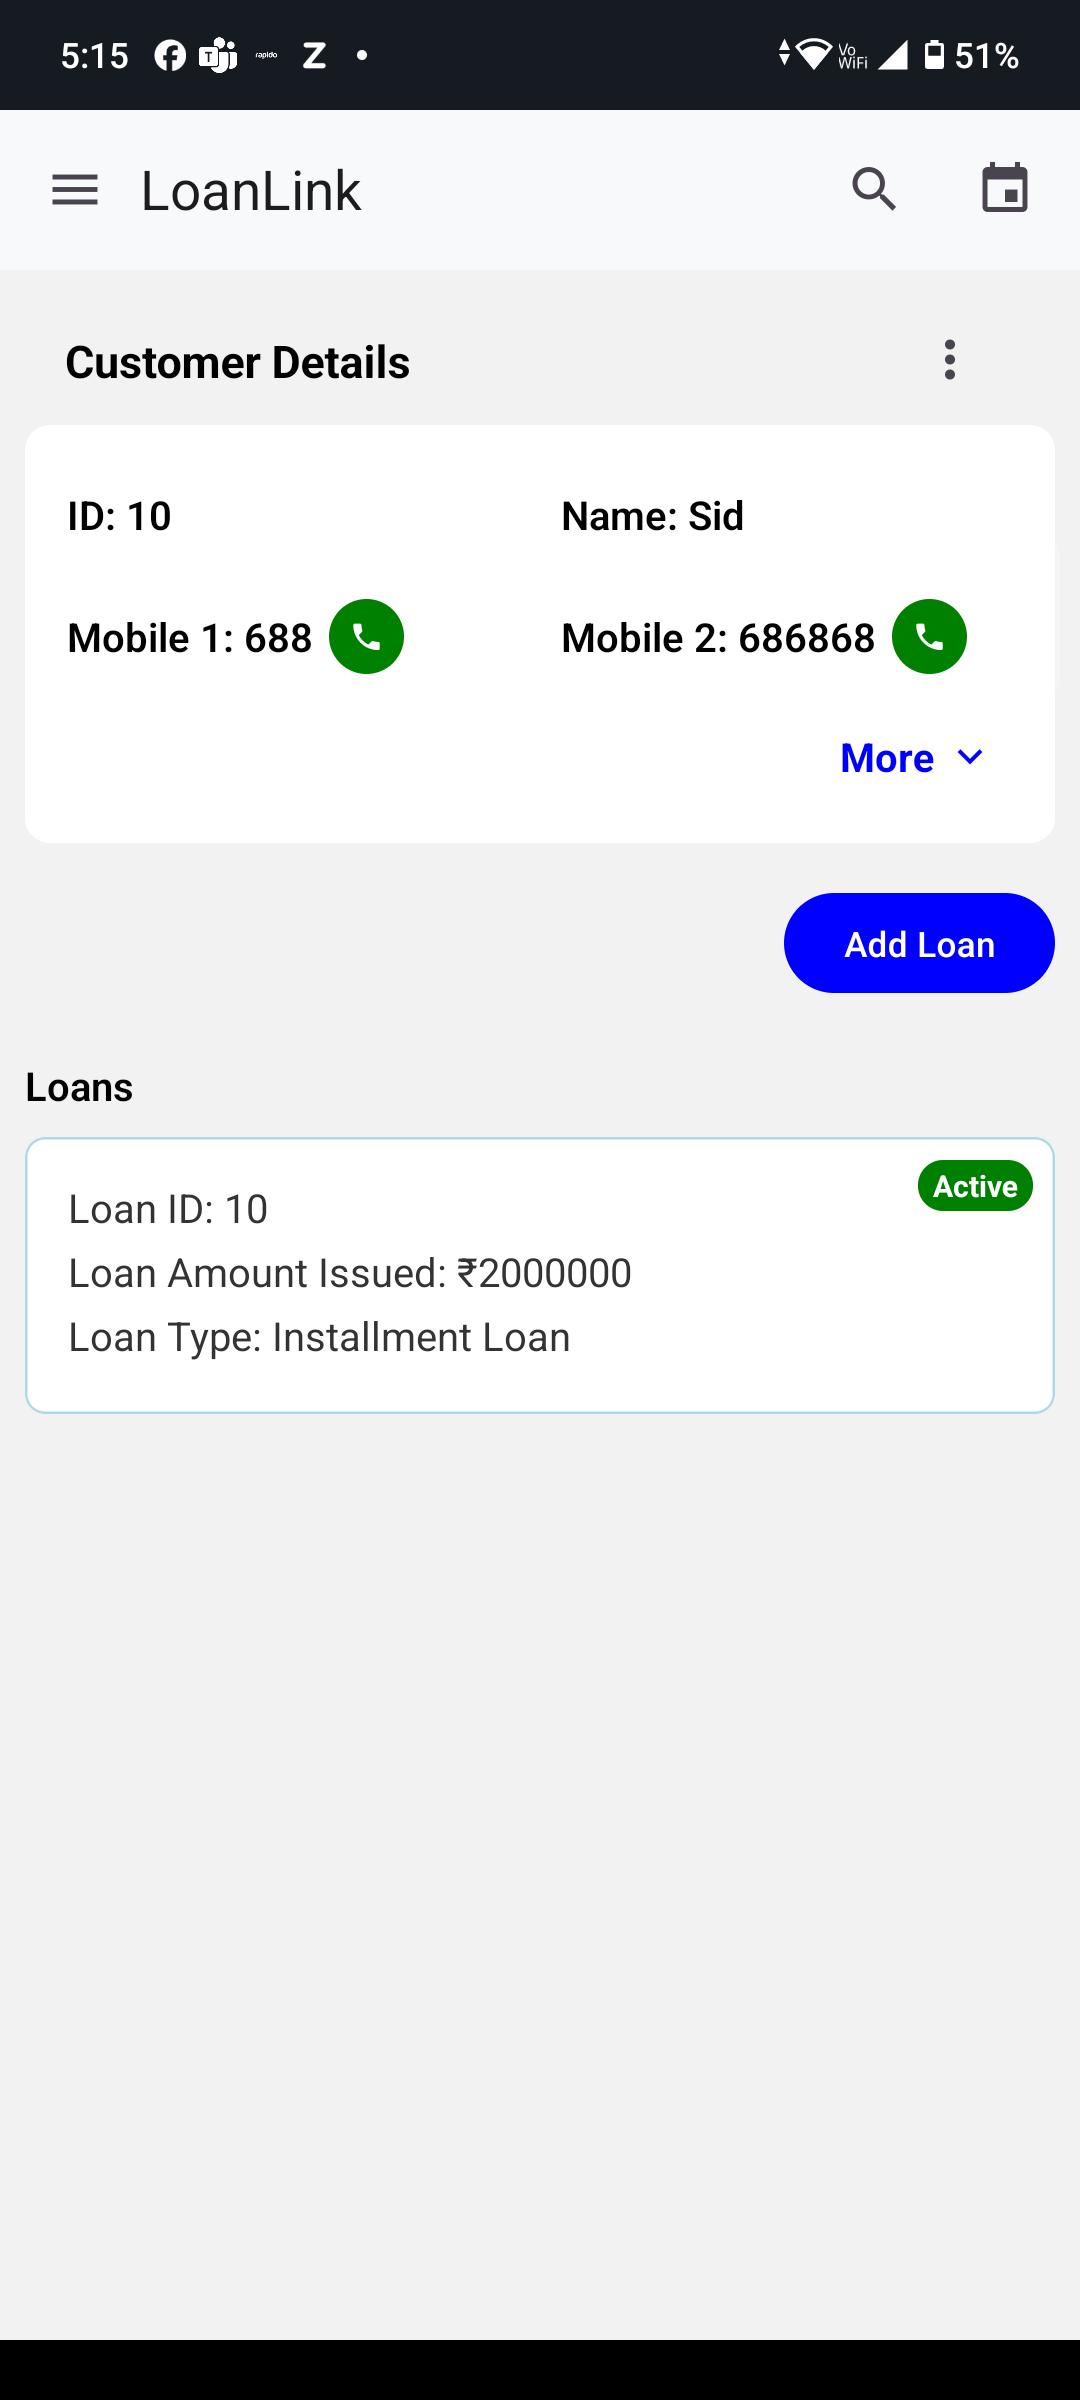 5:15 rapido Z Vo WiFi 51%
LoanLink
Customer Details
ID: 10 Name: Sid
Mobile 1: 688 Mobile 2: 686868
More
Add Loan
Loans
Active
Loan ID: 10
Loan Amount Issued: ₹2000000
Loan Type: Installment Loan